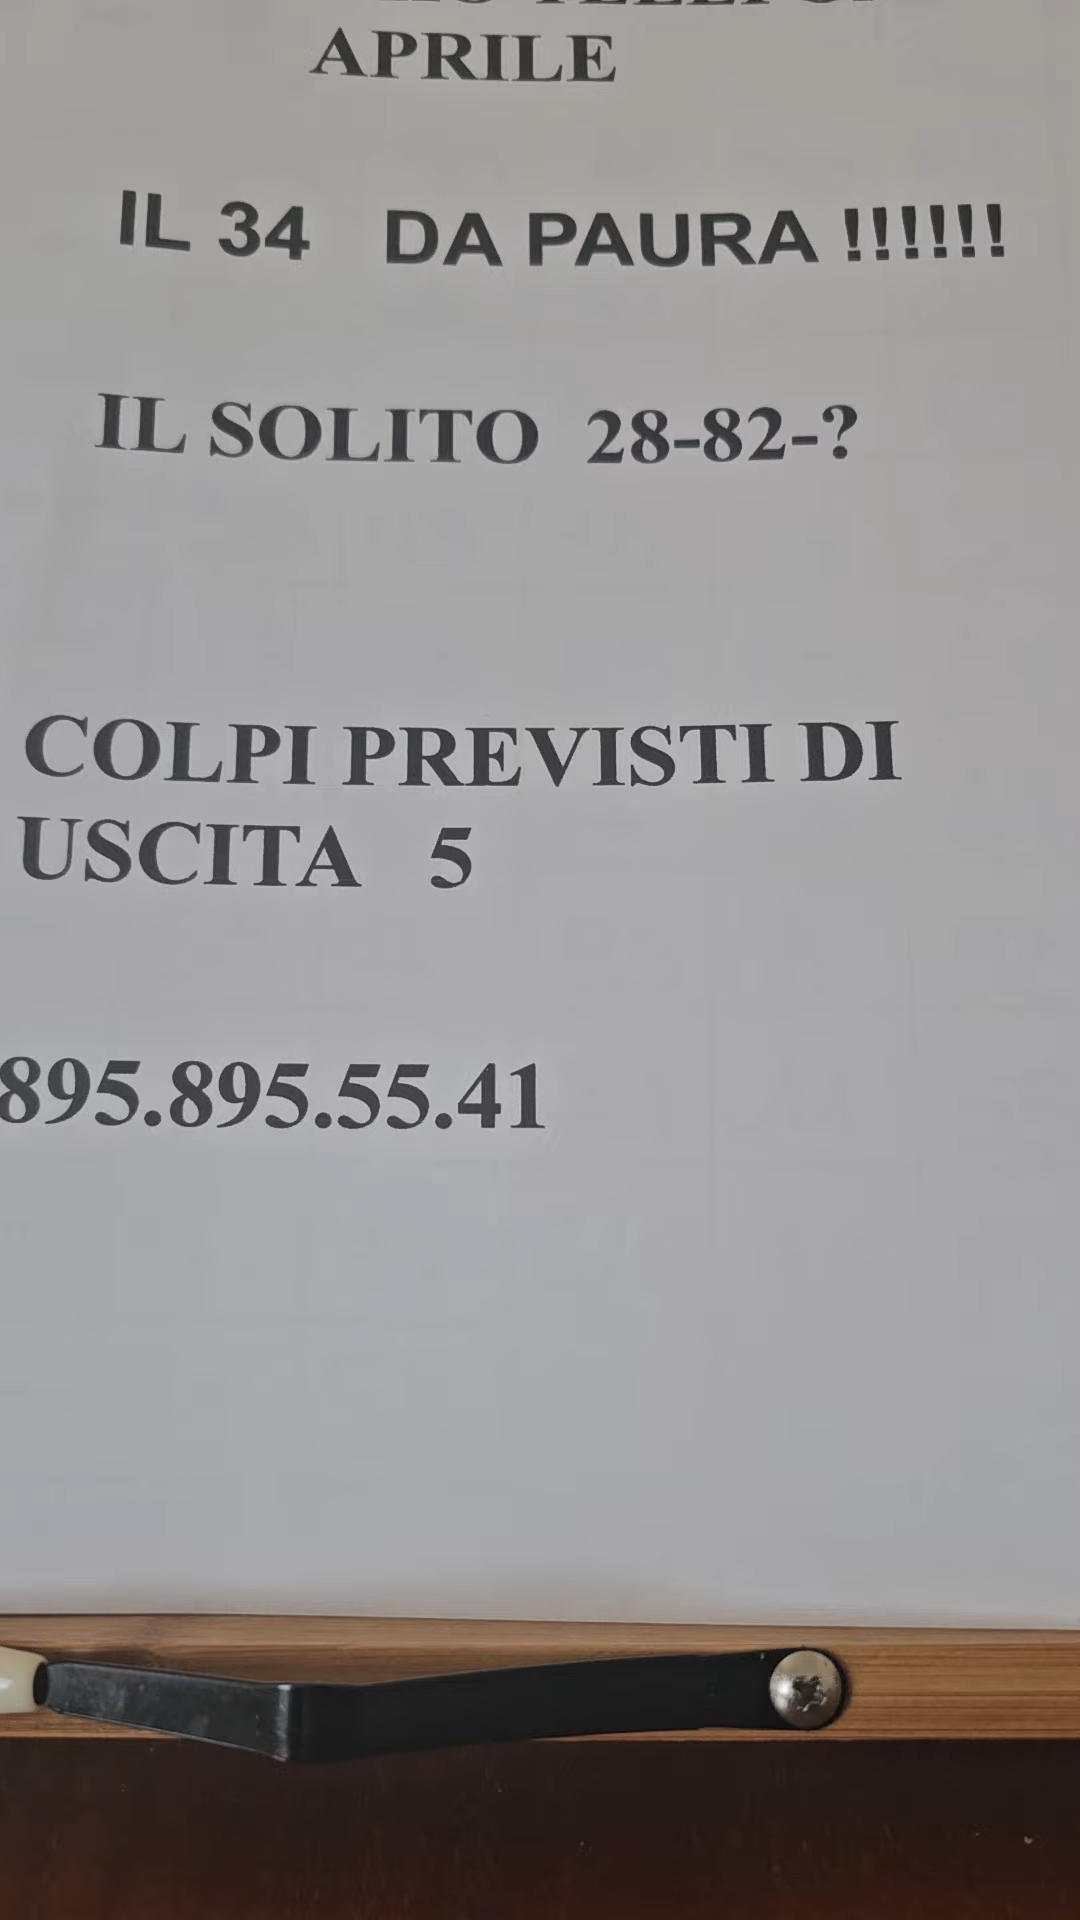 APRILE
IL 34 DA PAURA !!!!!!
IL SOLITO 28-82-?
COLPI PREVISTI DI
USCITA 5
895.895.55.41